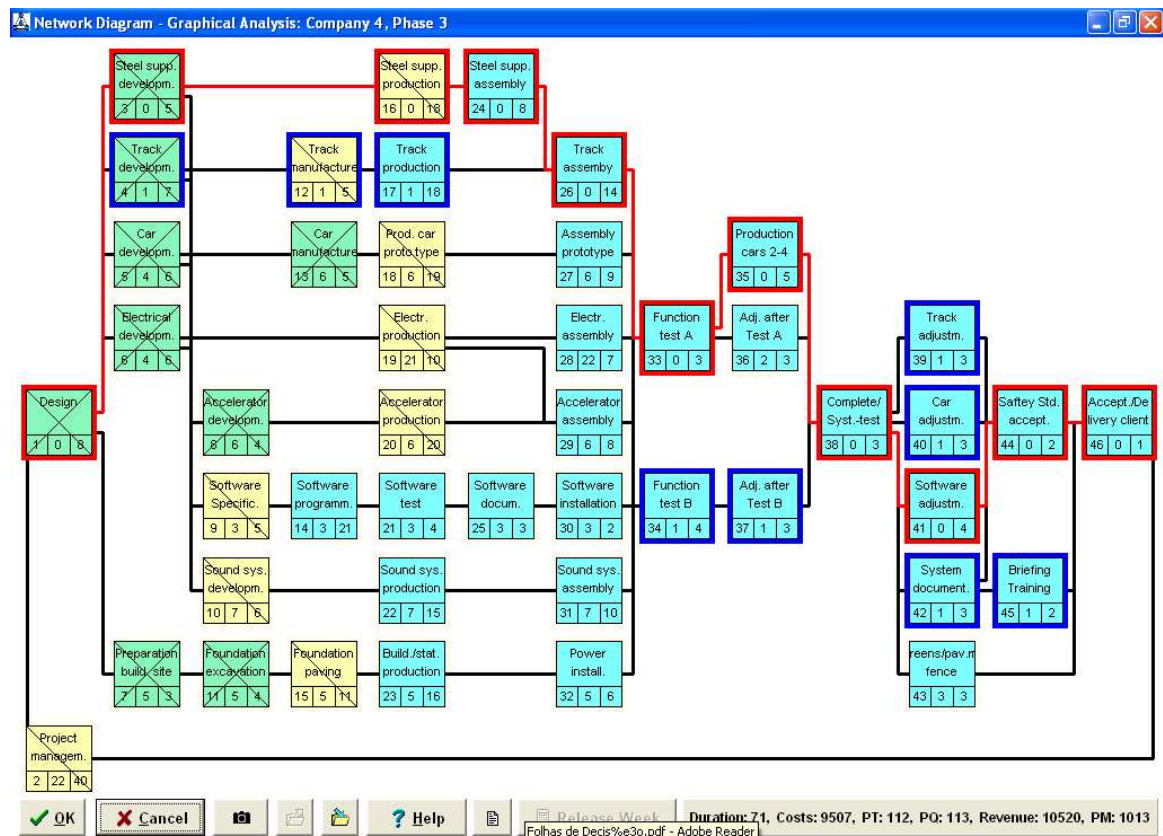 Network Diagram - Graphical Analysis: Company 4, Phase 3
Steel supp.
developm.
3 0 5
Steel supp.
production
16 0 18
Steel supp.
assembly
24 0 8
Track
developm.
4 1 7
Track
manufacture
12 1 5
Track
production
17 1 18
Track
assemby
26 0 14
Car
developm.
5 4 6
Car
manufacture
13 6 5
Prod. car
proto.type
18 6 19
Assembly
prototype
27 6 9
Production
cars 2-4
35 0 5
Electrical
developm.
6 4 6
Electr.
production
19 21 10
Electr.
assembly
28 22 7
Function
test A
33 0 3
Adj. after
Test A
36 2 3
Track
adjustm.
39 1 3
Design
1 0 8
Accelerator
developm.
8 6 4
Accelerator
production
20 6 20
Accelerator
assembly
29 6 8
Complete/
Syst.-test
38 0 3
Car
adjustm.
40 1 3
Saftey Std.
accept.
44 0 2
Accept./De
livery client
46 0 1
Software
Specific.
9 3 5
Software
programm.
14 3 21
Software
test
21 3 4
Software
docum.
25 3 3
Software
installation
30 3 2
Function
test B
34 1 4
Adj. after
Test B
37 1 3
Software
adjustm.
41 0 4
Sound sys.
developm.
10 7 6
Sound sys.
production
22 7 15
Sound sys.
assembly
31 7 10
System
document.
42 1 3
Briefing
Training
45 1 2
Preparation
build./site
7 5 3
Foundation
excavation
11 5 4
Foundation
paving
15 5 11
Build./stat.
production
23 5 16
Power
install.
32 5 6
reens/pav.n
fence
43 3 3
Project
managem.
2 22 40
OK
Cancel
Help
Release Week
Duration: 71, Costs: 9507, PT: 112, PQ: 113, Revenue: 10520, PM: 1013
Folhas de Decis%e3o.pdf - Adobe Reader